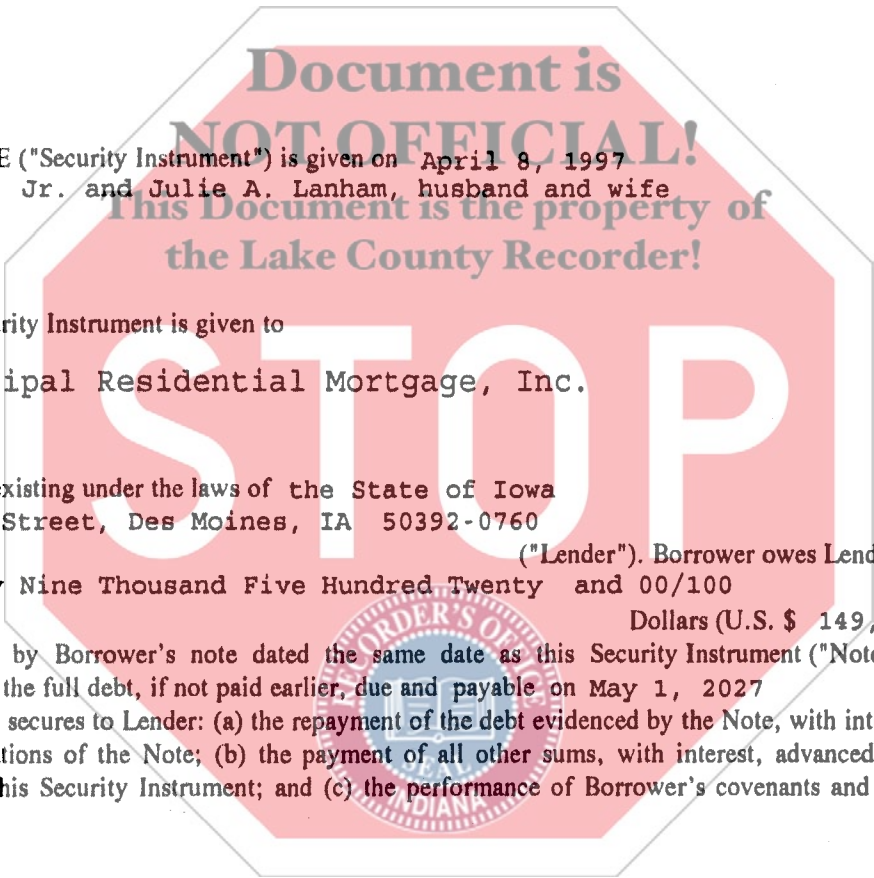 Document is
NOT OFFICIAL!
E ("Security Instrument") is given on April 8, 1997
Jr. and Julie A. Lanham, husband and wife
This Document is the property of
the Lake County Recorder!
rity Instrument is given to
STOP
ipal Residential Mortgage, Inc.
existing under the laws of the State of Iowa
Street, Des Moines, IA 50392-0760
("Lender"). Borrower owes Lend
y Nine Thousand Five Hundred Twenty and 00/100
Dollars (U.S. $ 149,
by Borrower's note dated the same date as this Security Instrument ("Note
the full debt, if not paid earlier, due and payable on May 1, 2027
secures to Lender: (a) the repayment of the debt evidenced by the Note, with int
tions of the Note; (b) the payment of all other sums, with interest, advanced
his Security Instrument; and (c) the performance of Borrower's covenants and
RECORDER'S OFFICE
SEAL
INDIANA